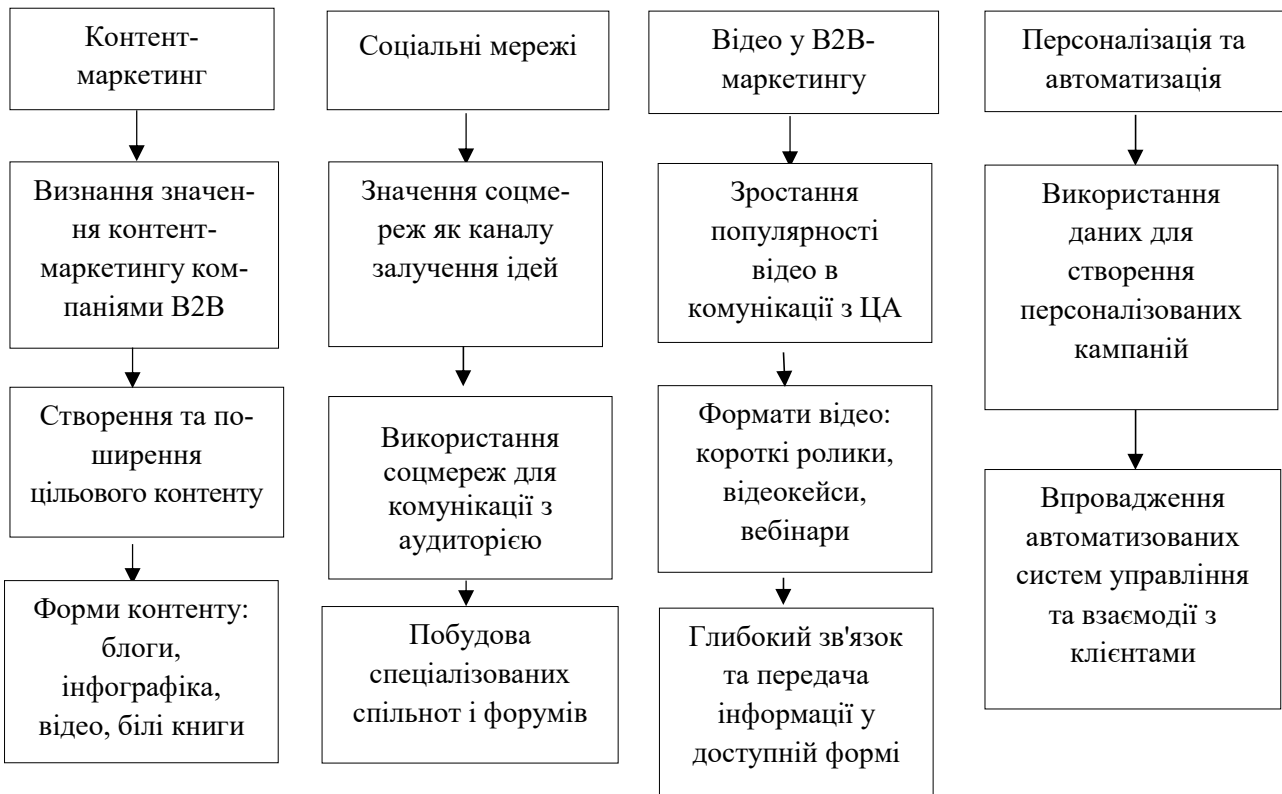 Контент-
маркетинг
Визнання значен-
ня контент-
маркетингу ком-
паніями В2В
Створення та по-
ширення
цільового контенту
Форми контенту:
блоги,
інфографіка,
відео, білі книги
Соціальні мережі
Значення соцме-
реж як каналу
залучення ідей
Використання
соцмереж для
комунікації з
аудиторією
Побудова
спеціалізованих
спільнот і форумів
Відео у В2В-
маркетингу
Зростання
популярності
відео в
комунікації з ЦА
Формати відео:
короткі ролики,
відеокейси,
вебінари
Глибокий зв'язок
та передача
інформації у
доступній формі
Персоналізація та
автоматизація
Використання
даних для
створення
персоналізованих
кампаній
Впровадження
автоматизованих
систем управління
та взаємодії з
клієнтами